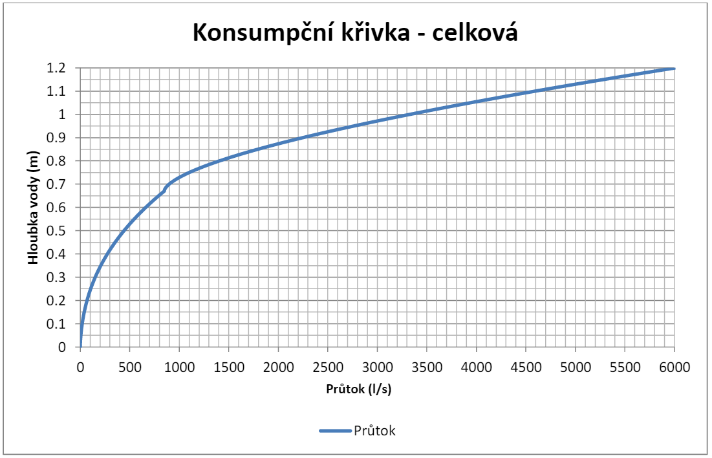 Konsumpční křivka - celková
Hloubka vody (m)
1.2
1.1
1
0.9
0.8
0.7
0.6
0.5
0.4
0.3
0.2
0.1
0
0 500 1000 1500 2000 2500 3000 3500 4000 4500 5000 5500 6000
Průtok (l/s)
Průtok